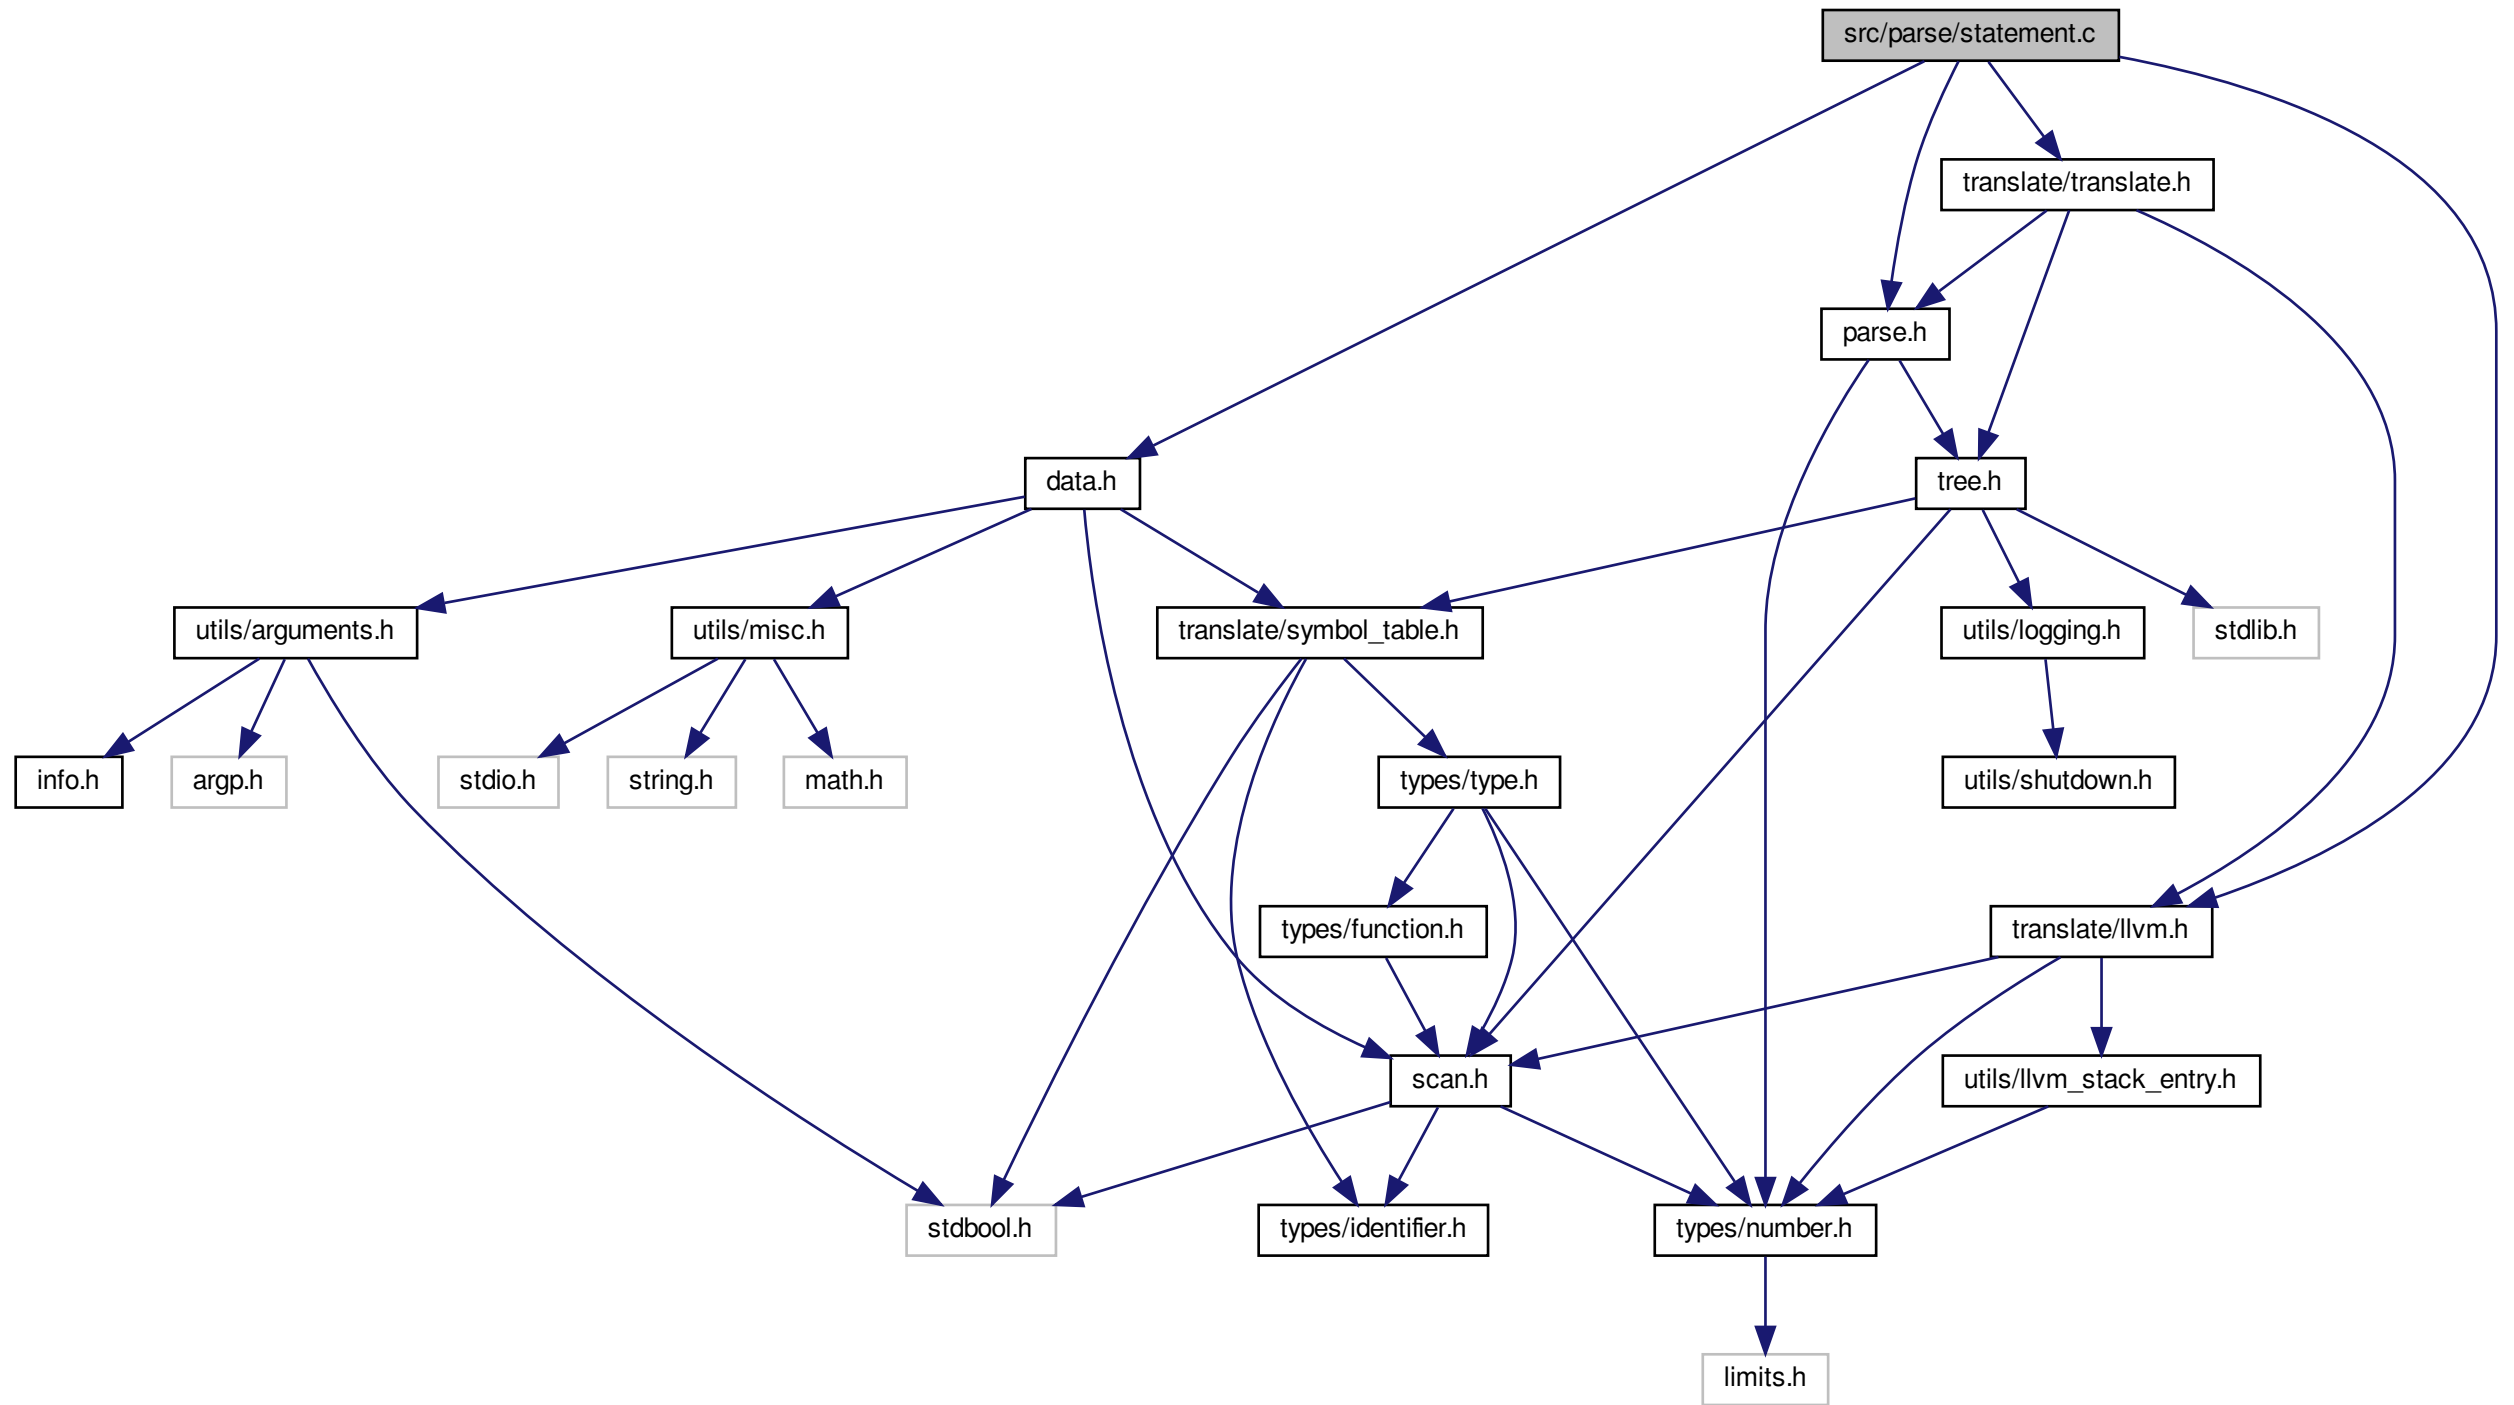 src/parse/statement.c
translate/translate.h
parse.h
data.h
tree.h
utils/arguments.h
utils/misc.h
translate/symbol_table.h
utils/logging.h
stdlib.h
info.h
argp.h
stdio.h
string.h
math.h
types/type.h
utils/shutdown.h
types/function.h
translate/llvm.h
scan.h
utils/llvm_stack_entry.h
stdbool.h
types/identifier.h
types/number.h
limits.h